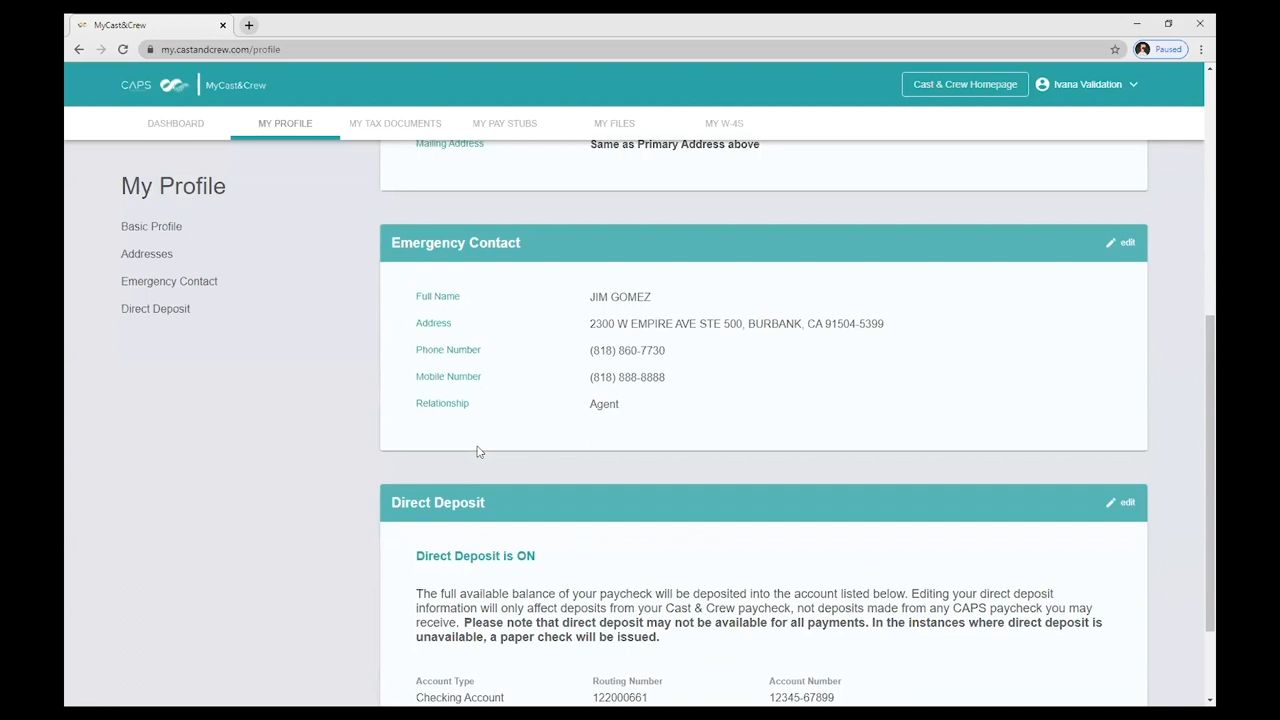 MyCast&Crew
my.castandcrew.com/profile
Paused
CAPS
MyCast&Crew
Cast & Crew Homepage
Ivana Validation
DASHBOARD
MY PROFILE
MY TAX DOCUMENTS
MY PAY STUBS
MY FILES
MY W-4S
My Profile
Basic Profile
Addresses
Emergency Contact
Direct Deposit
Mailing Address
Same as Primary Address above
Emergency Contact
edit
Full Name
JIM GOMEZ
Address
2300 W EMPIRE AVE STE 500, BURBANK, CA 91504-5399
Phone Number
(818) 860-7730
Mobile Number
(818) 888-8888
Relationship
Agent
Direct Deposit
edit
Direct Deposit is ON
The full available balance of your paycheck will be deposited into the account listed below. Editing your direct deposit
information will only affect deposits from your Cast & Crew paycheck, not deposits made from any CAPS paycheck you may
receive. Please note that direct deposit may not be available for all payments. In the instances where direct deposit is
unavailable, a paper check will be issued.
Account Type
Routing Number
Account Number
Checking Account
122000661
12345-67899